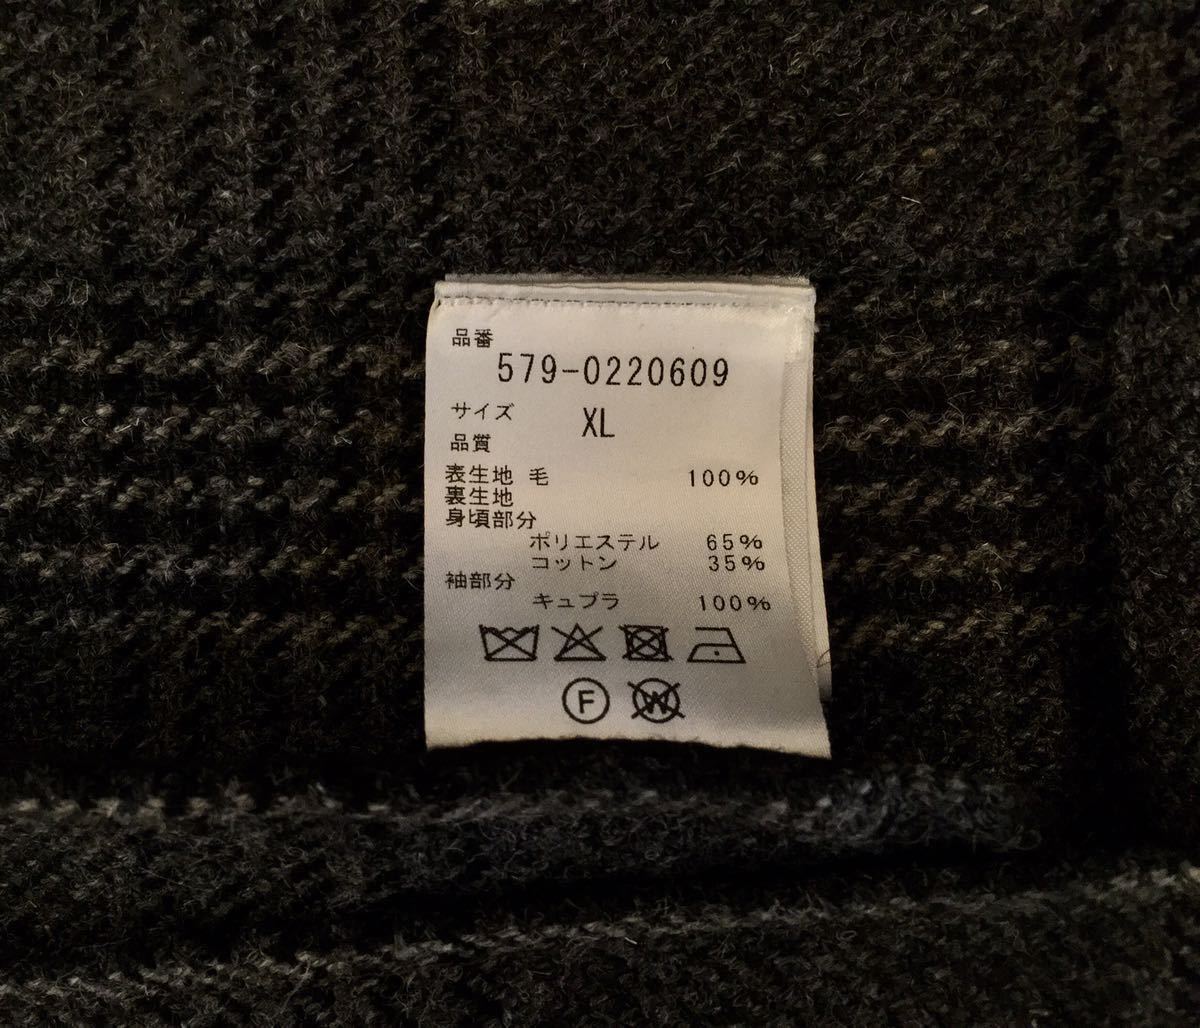 品番
579-0220609
サイズ XL
品質
表生地 毛 100%
裏生地
身頃部分
ポリエステル 65%
コットン 35%
袖部分
キュプラ 100%
F W